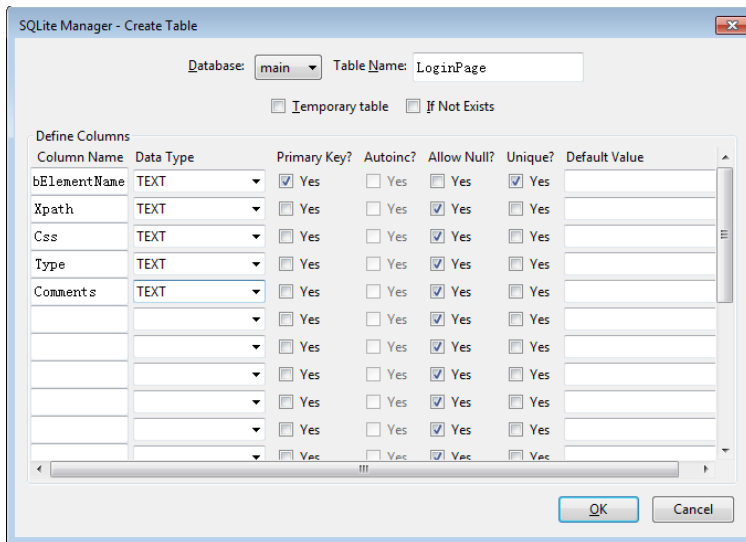 SQLite Manager - Create Table
Database: main Table Name: LoginPage
Temporary table If Not Exists
Define Columns
Column Name Data Type Primary Key? Autoinc? Allow Null? Unique? Default Value
bElementName TEXT Yes Yes Yes Yes
Xpath TEXT Yes Yes Yes Yes
Css TEXT Yes Yes Yes Yes
Type TEXT Yes Yes Yes Yes
Comments TEXT Yes Yes Yes Yes
Yes Yes Yes Yes
Yes Yes Yes Yes
Yes Yes Yes Yes
Yes Yes Yes Yes
Yes Yes Yes Yes
Yes Yes Yes Yes
OK Cancel